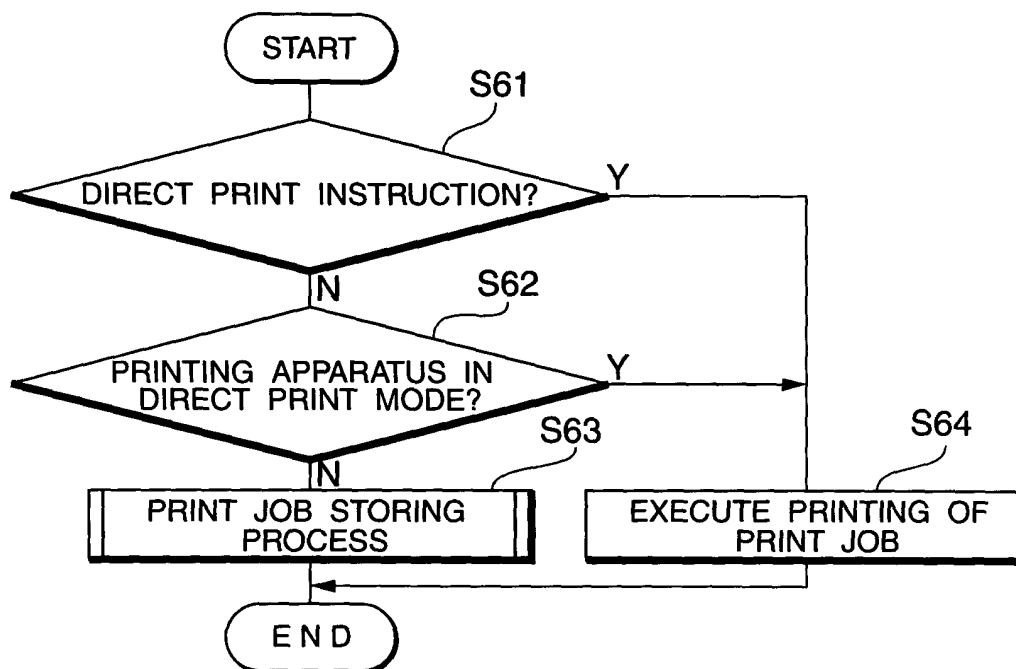 START
S61
DIRECT PRINT INSTRUCTION?
Y
N
S62
PRINTING APPARATUS IN
DIRECT PRINT MODE?
Y
N
S63
S64
PRINT JOB STORING
PROCESS
EXECUTE PRINTING OF
PRINT JOB
END